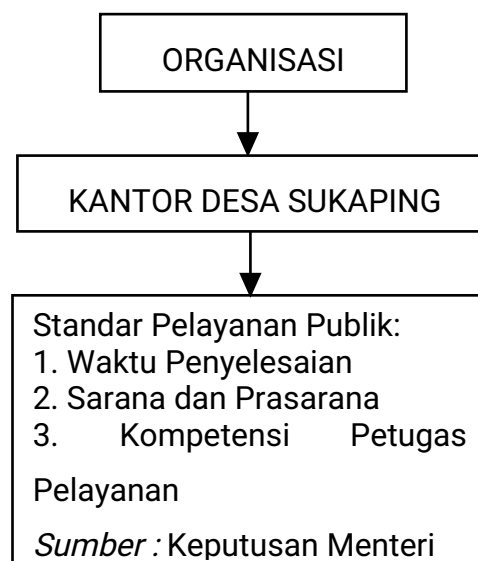 ORGANISASI
KANTOR DESA SUKAPING
Standar Pelayanan Publik:
1. Waktu Penyelesaian
2. Sarana dan Prasarana
3. Kompetensi Petugas
Pelayanan
Sumber : Keputusan Menteri